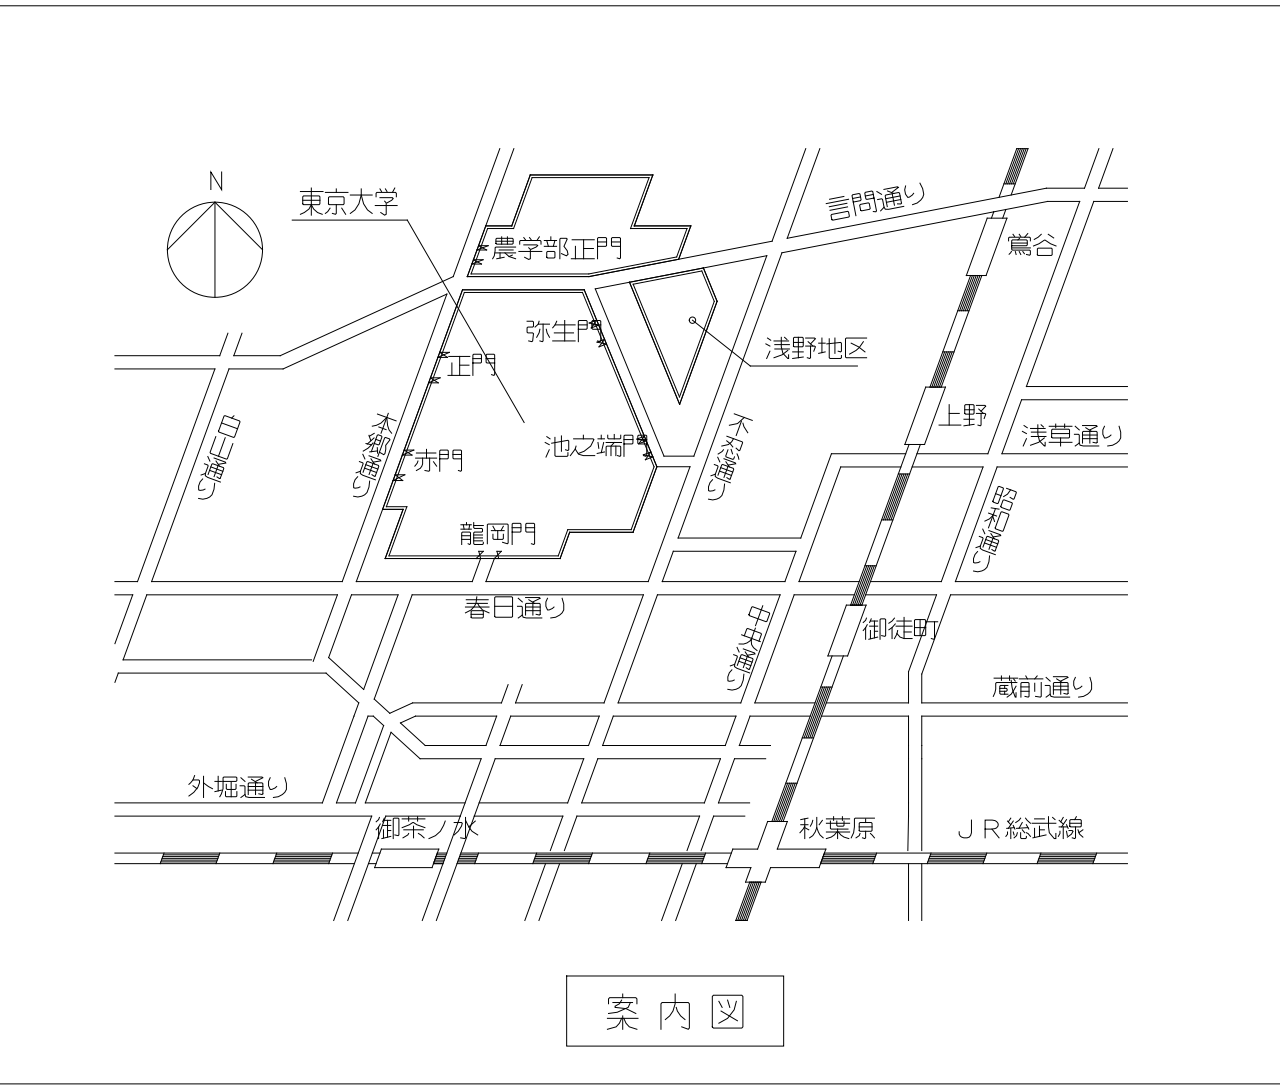 N
東京大学
言問通り
農学部正門
鶯谷
弥生門
浅野地区
正門
上野
白山通り
本郷通り
不忍通り
浅草通り
池之端門
赤門
昭和通り
龍岡門
春日通り
中央通り
御徒町
蔵前通り
外堀通り
御茶ノ水
秋葉原
ＪＲ総武線
案内図